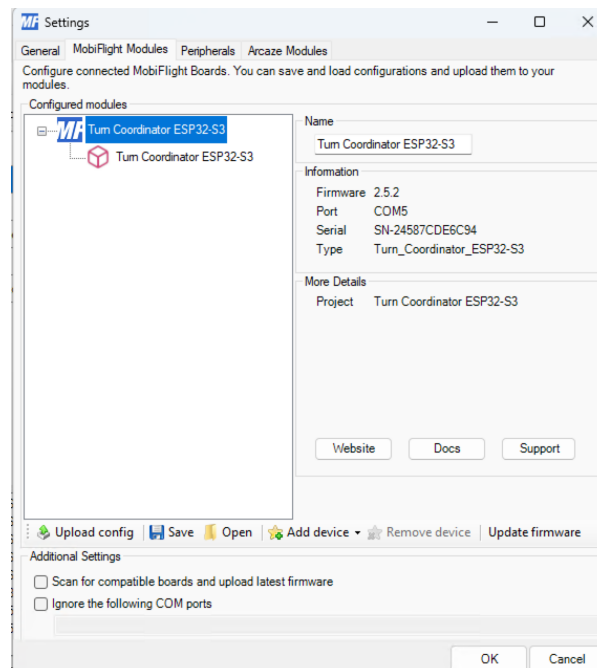 MF Settings
General MobiFlight Modules Peripherals Arcaze Modules
Configure connected MobiFlight Boards. You can save and load configurations and upload them to your
modules.
Configured modules
MF Turn Coordinator ESP32-S3
Turn Coordinator ESP32-S3
Name
Turn Coordinator ESP32-S3
Information
Firmware 2.5.2
Port COM5
Serial SN-24587CDE6C94
Type Turn_Coordinator_ESP32-S3
More Details
Project Turn Coordinator ESP32-S3
Website Docs Support
Upload config Save Open Add device Remove device Update firmware
Additional Settings
Scan for compatible boards and upload latest firmware
Ignore the following COM ports
OK Cancel